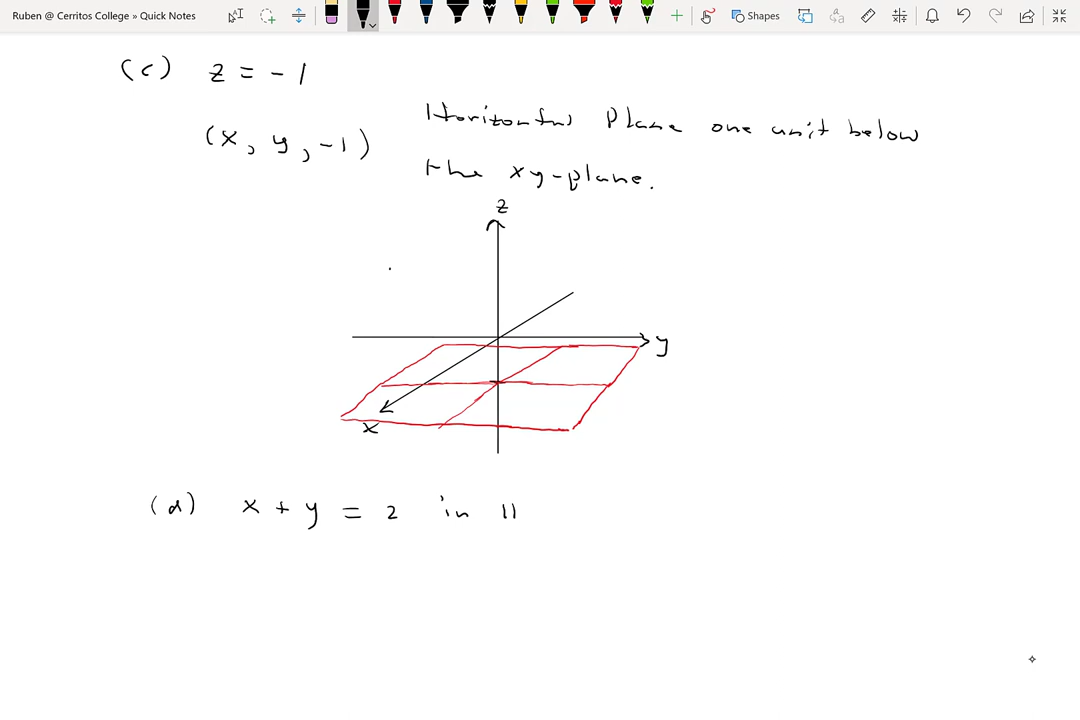 Ruben @ Cerritos College » Quick Notes
Shapes
(c) z = -1
(x, y, -1) Horizontal Plane one unit below
the xy-plane.
z
y
x
(d) x + y = 2 in